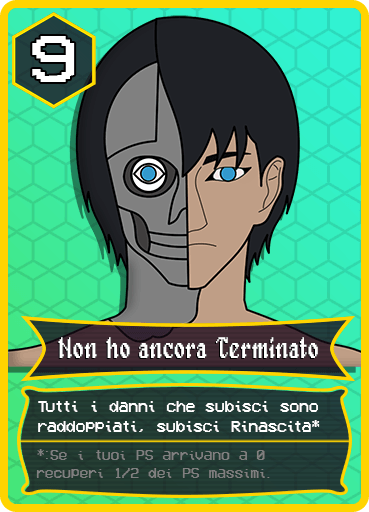 9
Non ho ancora Terminato
Tutti i danni che subisci sono
raddoppiati, subisci Rinascita*
*:Se i tuoi PS arrivano a 0
recuperi 1/2 dei PS massimi.